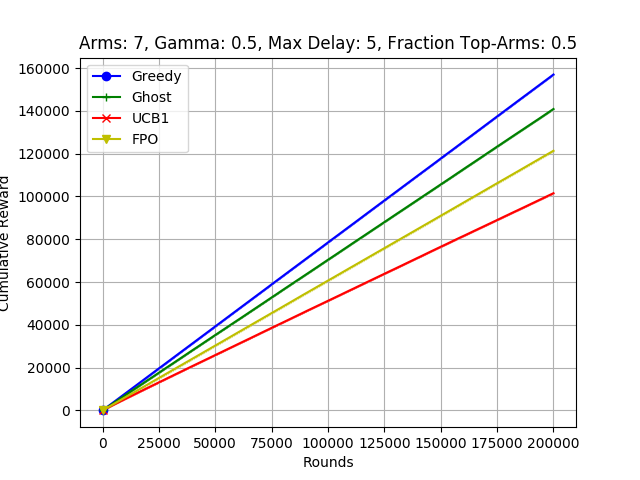 Arms: 7, Gamma: 0.5, Max Delay: 5, Fraction Top-Arms: 0.5
160000
140000
120000
100000
80000
60000
40000
20000
0
Cumulative Reward
Greedy
Ghost
UCB1
FPO
0 25000 50000 75000 100000 125000 150000 175000 200000
Rounds